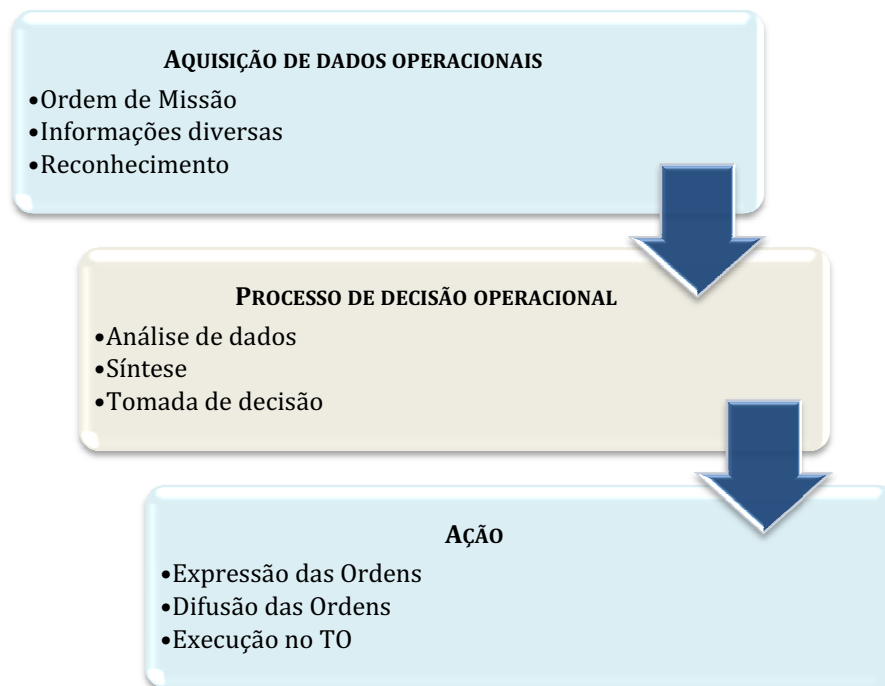 AQUISIÇÃO DE DADOS OPERACIONAIS
•Ordem de Missão
•Informações diversas
•Reconhecimento
PROCESSO DE DECISÃO OPERACIONAL
•Análise de dados
•Síntese
•Tomada de decisão
AÇÃO
•Expressão das Ordens
•Difusão das Ordens
•Execução no TO